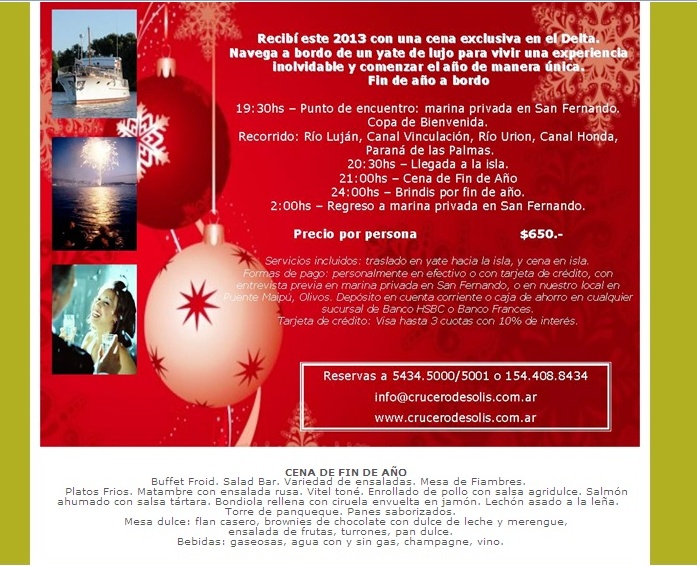 Recibí este 2013 con una cena exclusiva en el Delta.
Navega a bordo de un yate de lujo para vivir una experiencia
inolvidable y comenzar el año de manera única.
Fin de año a bordo
19:30hs – Punto de encuentro: marina privada en San Fernando.
Copa de Bienvenida.
Recorrido: Río Luján, Canal Vinculación, Río Urion, Canal Honda,
Paraná de las Palmas.
20:30hs – Llegada a la isla.
21:00hs – Cena de Fin de Año
24:00hs – Brindis por fin de año.
2:00hs – Regreso a marina privada en San Fernando.
Precio por persona $650.-
Servicios incluidos: traslado en yate hacia la isla, y cena en isla.
Formas de pago: personalmente en efectivo o con tarjeta de crédito, con
entrevista previa en marina privada en San Fernando, o en nuestro local en
Puente Maipú, Olivos. Depósito en cuenta corriente o caja de ahorro en cualquier
sucursal de Banco HSBC o Banco Frances.
Tarjeta de crédito: Visa hasta 3 cuotas con 10% de interés.
Reservas a 5434.5000/5001 o 154.408.8434
info@crucerodesolis.com.ar
www.crucerodesolis.com.ar
CENA DE FIN DE AÑO
Buffet Froid. Salad Bar. Variedad de ensaladas. Mesa de Fiambres.
Platos Frios. Matambre con ensalada rusa. Vitel toné. Enrollado de pollo con salsa agridulce. Salmón
ahumado con salsa tártara. Bondiola rellena con ciruela envuelta en jamón. Lechón asado a la leña.
Torre de panqueque. Panes saborizados.
Mesa dulce: flan casero, brownies de chocolate con dulce de leche y merengue,
ensalada de frutas, turrones, pan dulce.
Bebidas: gaseosas, agua con y sin gas, champagne, vino.